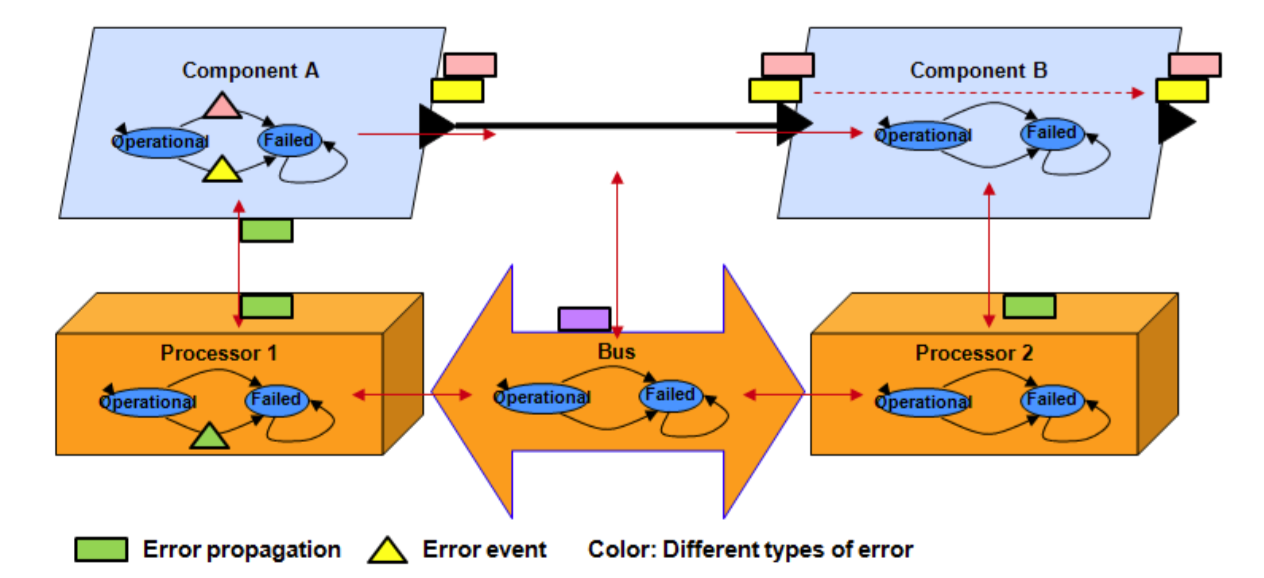 Component A
Operational
Failed
Component B
Operational
Failed
Processor 1
Operational
Failed
Bus
Operational
Failed
Processor 2
Operational
Failed
Error propagation
Error event
Color: Different types of error